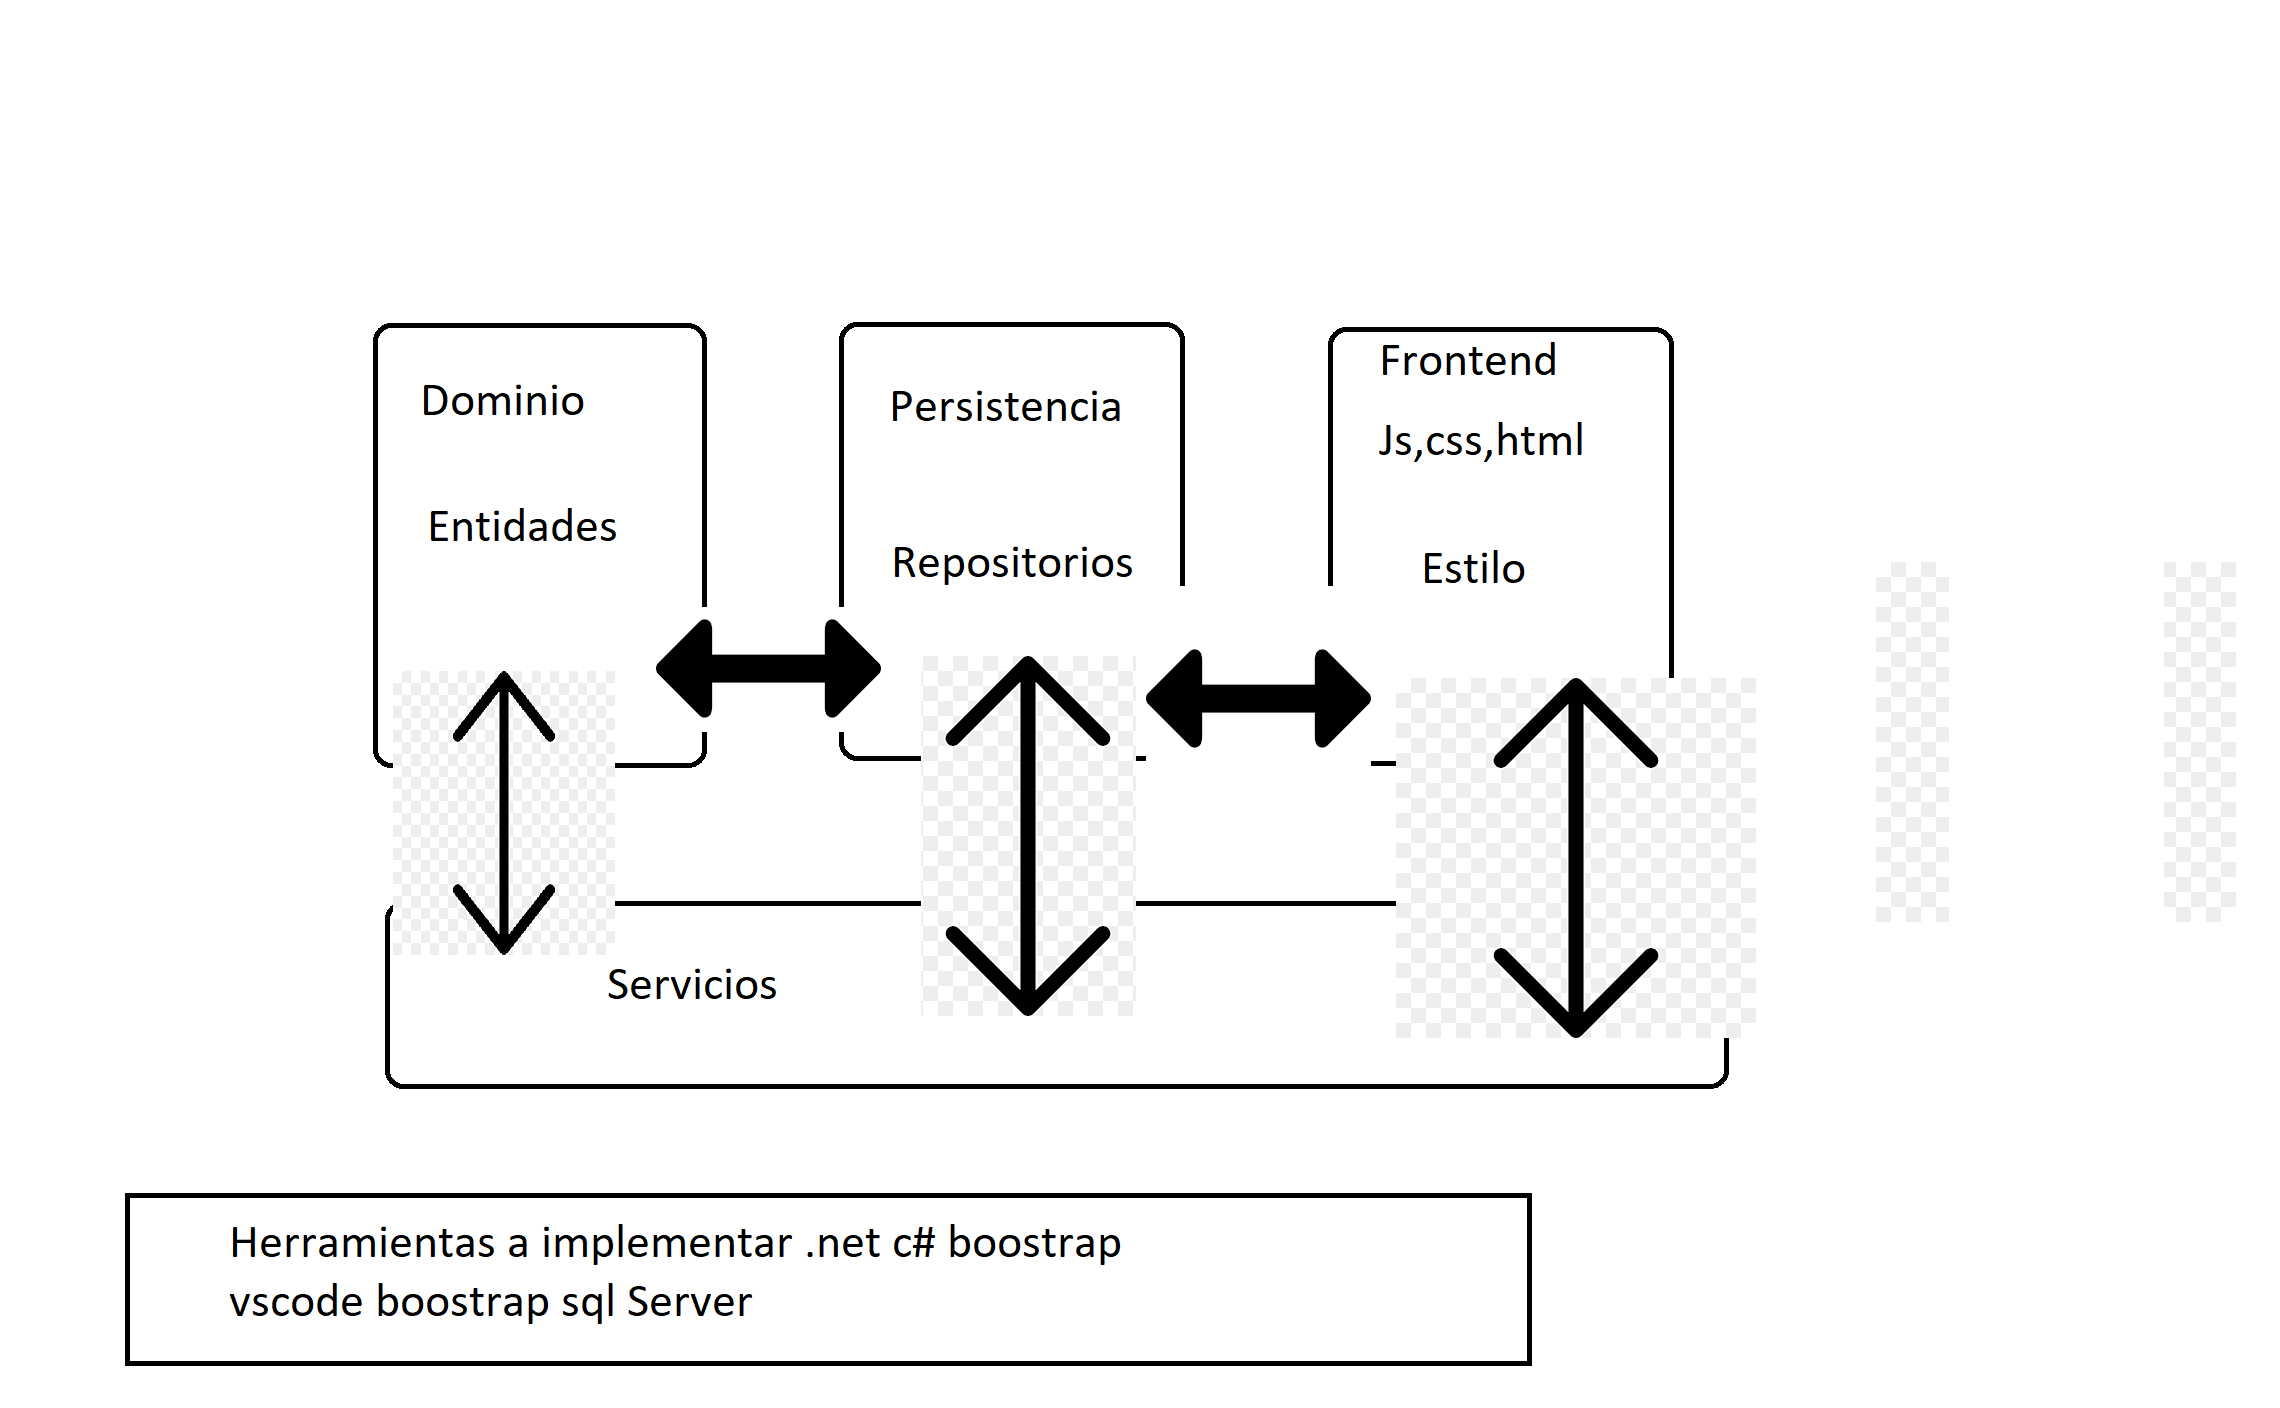 Dominio
Entidades
Persistencia
Repositorios
Frontend
Js,css,html
Estilo
Servicios
Herramientas a implementar .net c# boostrap
vscode boostrap sql Server